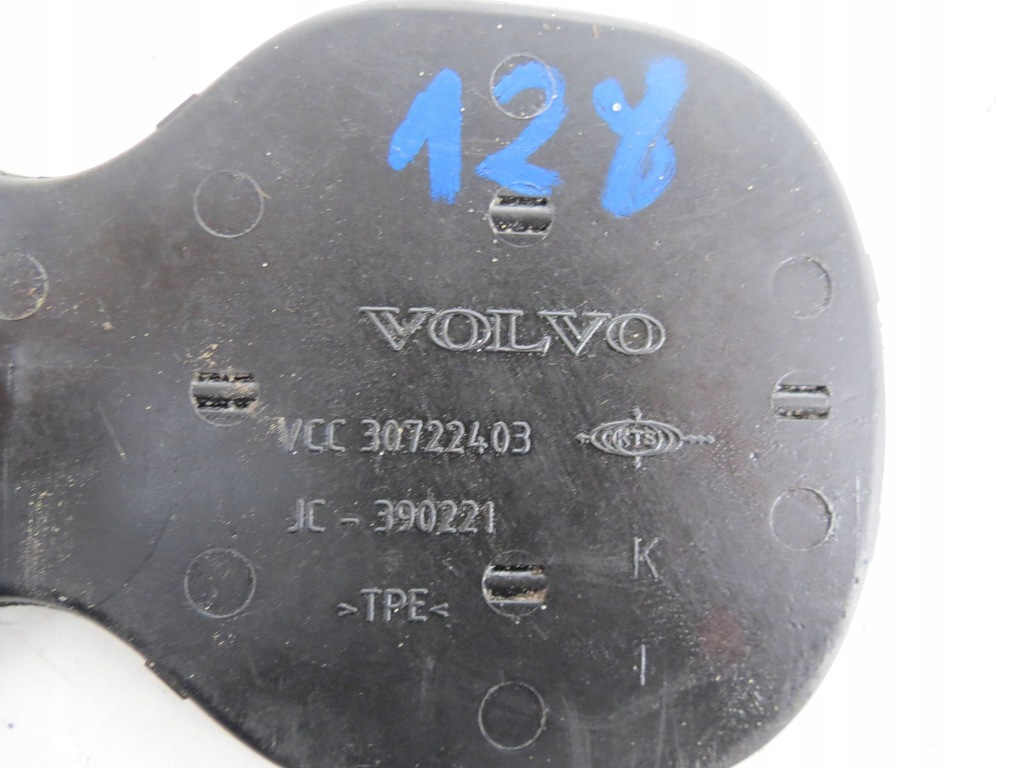 128
VOLVO
VCC 30722403
KTS
JC - 390221
K
>TPE<
I